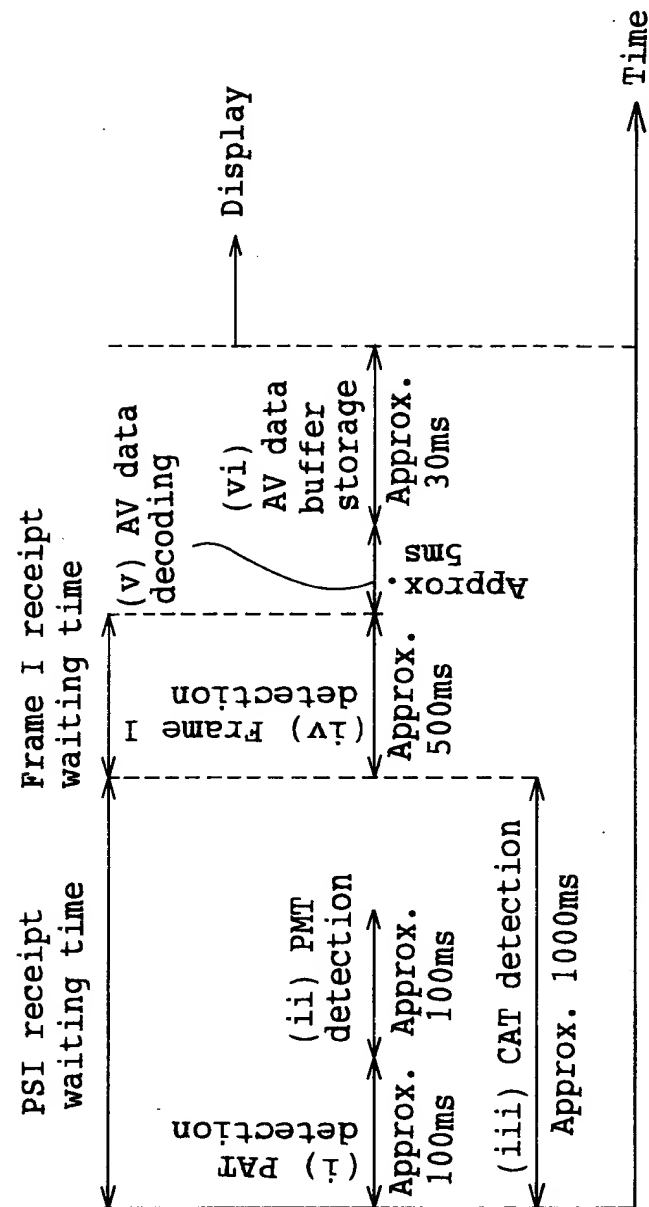 PSI receipt
waiting time
Frame I receipt
waiting time
(i) PAT
detection
Approx.
100ms
(ii) PMT
detection
Approx.
100ms
(iii) CAT detection
Approx. 1000ms
(iv) Frame I
detection
Approx.
500ms
(v) AV data
decoding
Approx.
5ms
(vi)
AV data
buffer
storage
Approx.
30ms
Display
Time